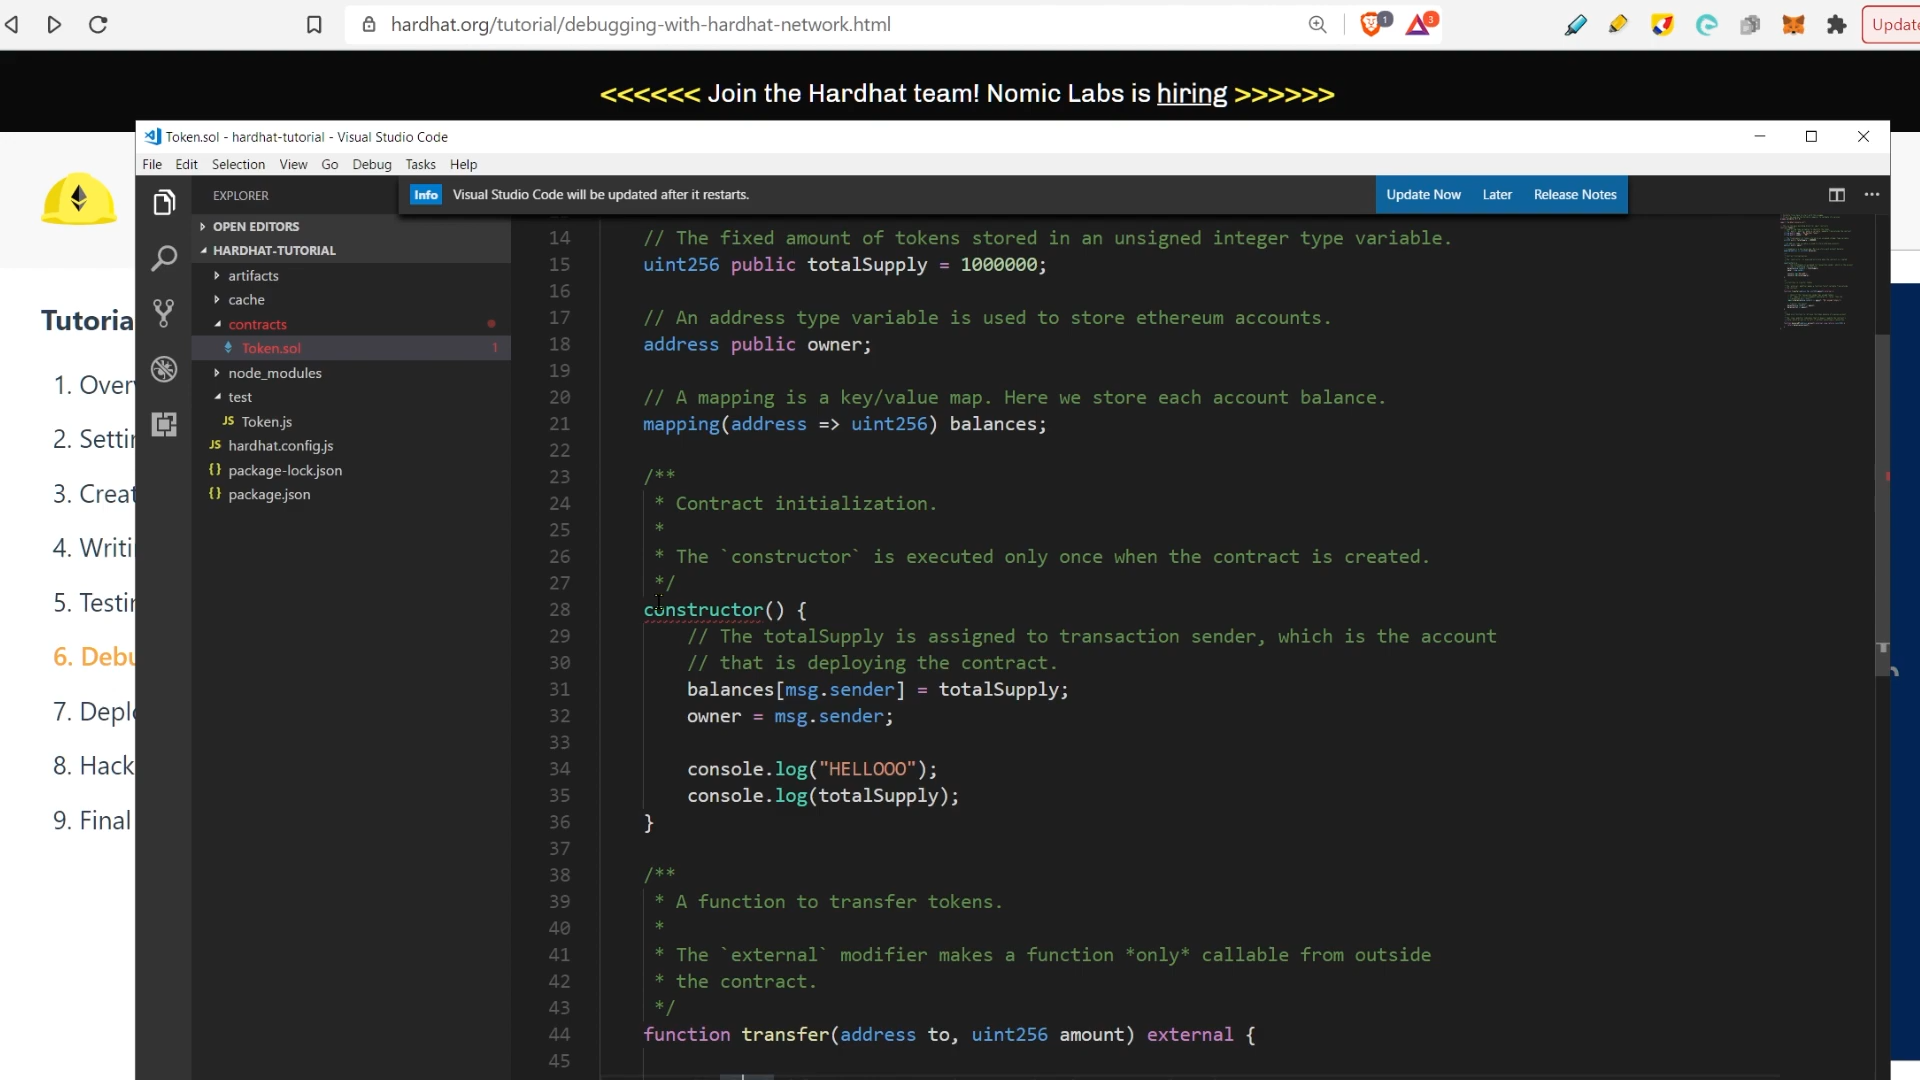 hardhat.org/tutorial/debugging-with-hardhat-network.html
1
3
<<<<<< Join the Hardhat team! Nomic Labs is hiring >>>>>>
Token.sol - hardhat-tutorial - Visual Studio Code
File Edit Selection View Go Debug Tasks Help
EXPLORER
Info Visual Studio Code will be updated after it restarts.
Update Now Later Release Notes
OPEN EDITORS
HARDHAT-TUTORIAL
artifacts
cache
contracts
Token.sol 1
node_modules
test
JS Token.js
JS hardhat.config.js
{} package-lock.json
{} package.json
1.
2.
3.
4.
5.
6.
7.
8. Hack
9. Final
14 // The fixed amount of tokens stored in an unsigned integer type variable.
15 uint256 public totalSupply = 1000000;
16
17 // An address type variable is used to store ethereum accounts.
18 address public owner;
19
20 // A mapping is a key/value map. Here we store each account balance.
21 mapping(address => uint256) balances;
22
23 /**
24 * Contract initialization.
25 *
26 * The `constructor` is executed only once when the contract is created.
27 */
28 constructor() {
29 // The totalSupply is assigned to transaction sender, which is the account
30 // that is deploying the contract.
31 balances[msg.sender] = totalSupply;
32 owner = msg.sender;
33
34 console.log("HELLOOO");
35 console.log(totalSupply);
36 }
37
38 /**
39 * A function to transfer tokens.
40 *
41 * The `external` modifier makes a function *only* callable from outside
42 * the contract.
43 */
44 function transfer(address to, uint256 amount) external {
45